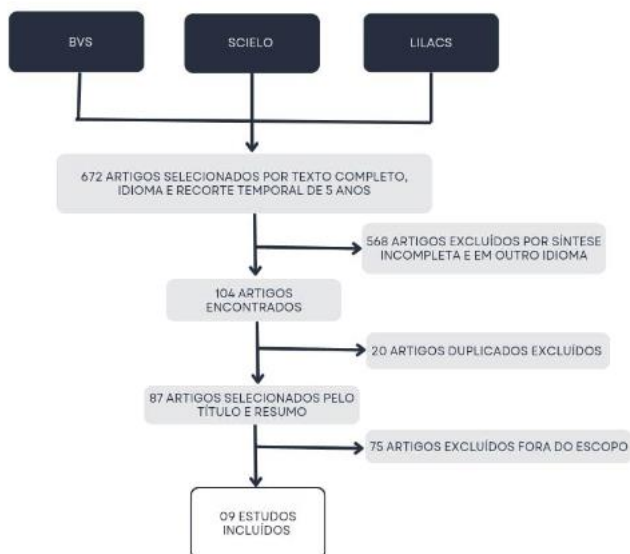 BVS
SCIELO
LILACS
672 ARTIGOS SELECIONADOS POR TEXTO COMPLETO,
IDIOMA E RECORTE TEMPORAL DE 5 ANOS
568 ARTIGOS EXCLUÍDOS POR SÍNTESE
INCOMPLETA E EM OUTRO IDIOMA
104 ARTIGOS
ENCONTRADOS
20 ARTIGOS DUPLICADOS EXCLUÍDOS
87 ARTIGOS SELECIONADOS PELO
TÍTULO E RESUMO
75 ARTIGOS EXCLUÍDOS FORA DO ESCOPO
09 ESTUDOS
INCLUÍDOS